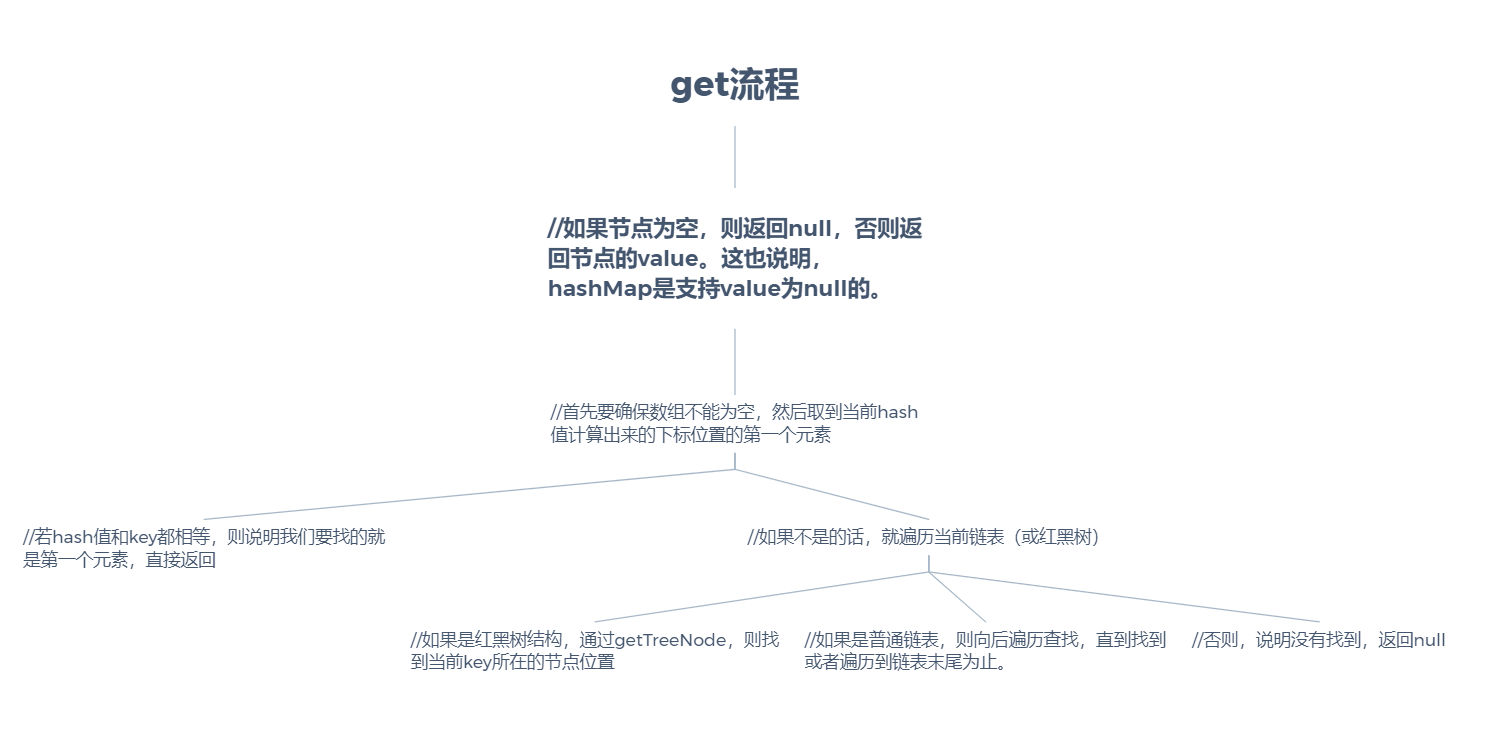 get流程
//如果节点为空，则返回null，否则返
回节点的value。这也说明，
hashMap是支持value为null的。
//首先要确保数组不能为空，然后取到当前hash
值计算出来的下标位置的第一个元素
//若hash值和key都相等，则说明我们要找的就
是第一个元素，直接返回
//如果不是的话，就遍历当前链表（或红黑树）
//如果是红黑树结构，通过getTreeNode，则找
到当前key所在的节点位置
//如果是普通链表，则向后遍历查找，直到找到
或者遍历到链表末尾为止。
//否则，说明没有找到，返回null